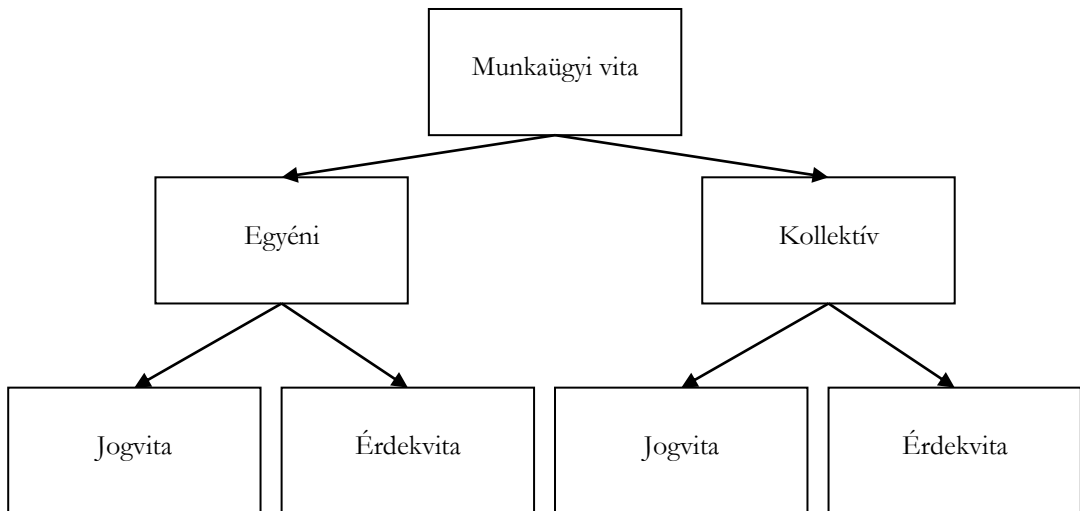 Munkaügyi vita
Egyéni
Kollektív
Jogvita
Érdekvita
Jogvita
Érdekvita